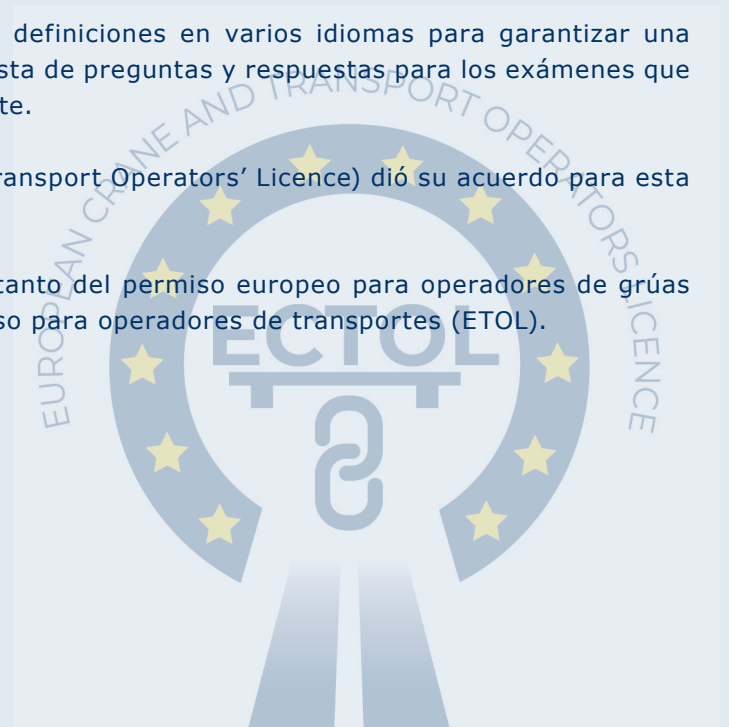 definiciones en varios idiomas para garantizar una
sta de preguntas y respuestas para los exámenes que
te.
ransport Operators’ Licence) dió su acuerdo para esta
tanto del permiso europeo para operadores de grúas
so para operadores de transportes (ETOL).
EUROPEAN CRANE AND TRANSPORT OPERATORS LICENCE
ECTOL